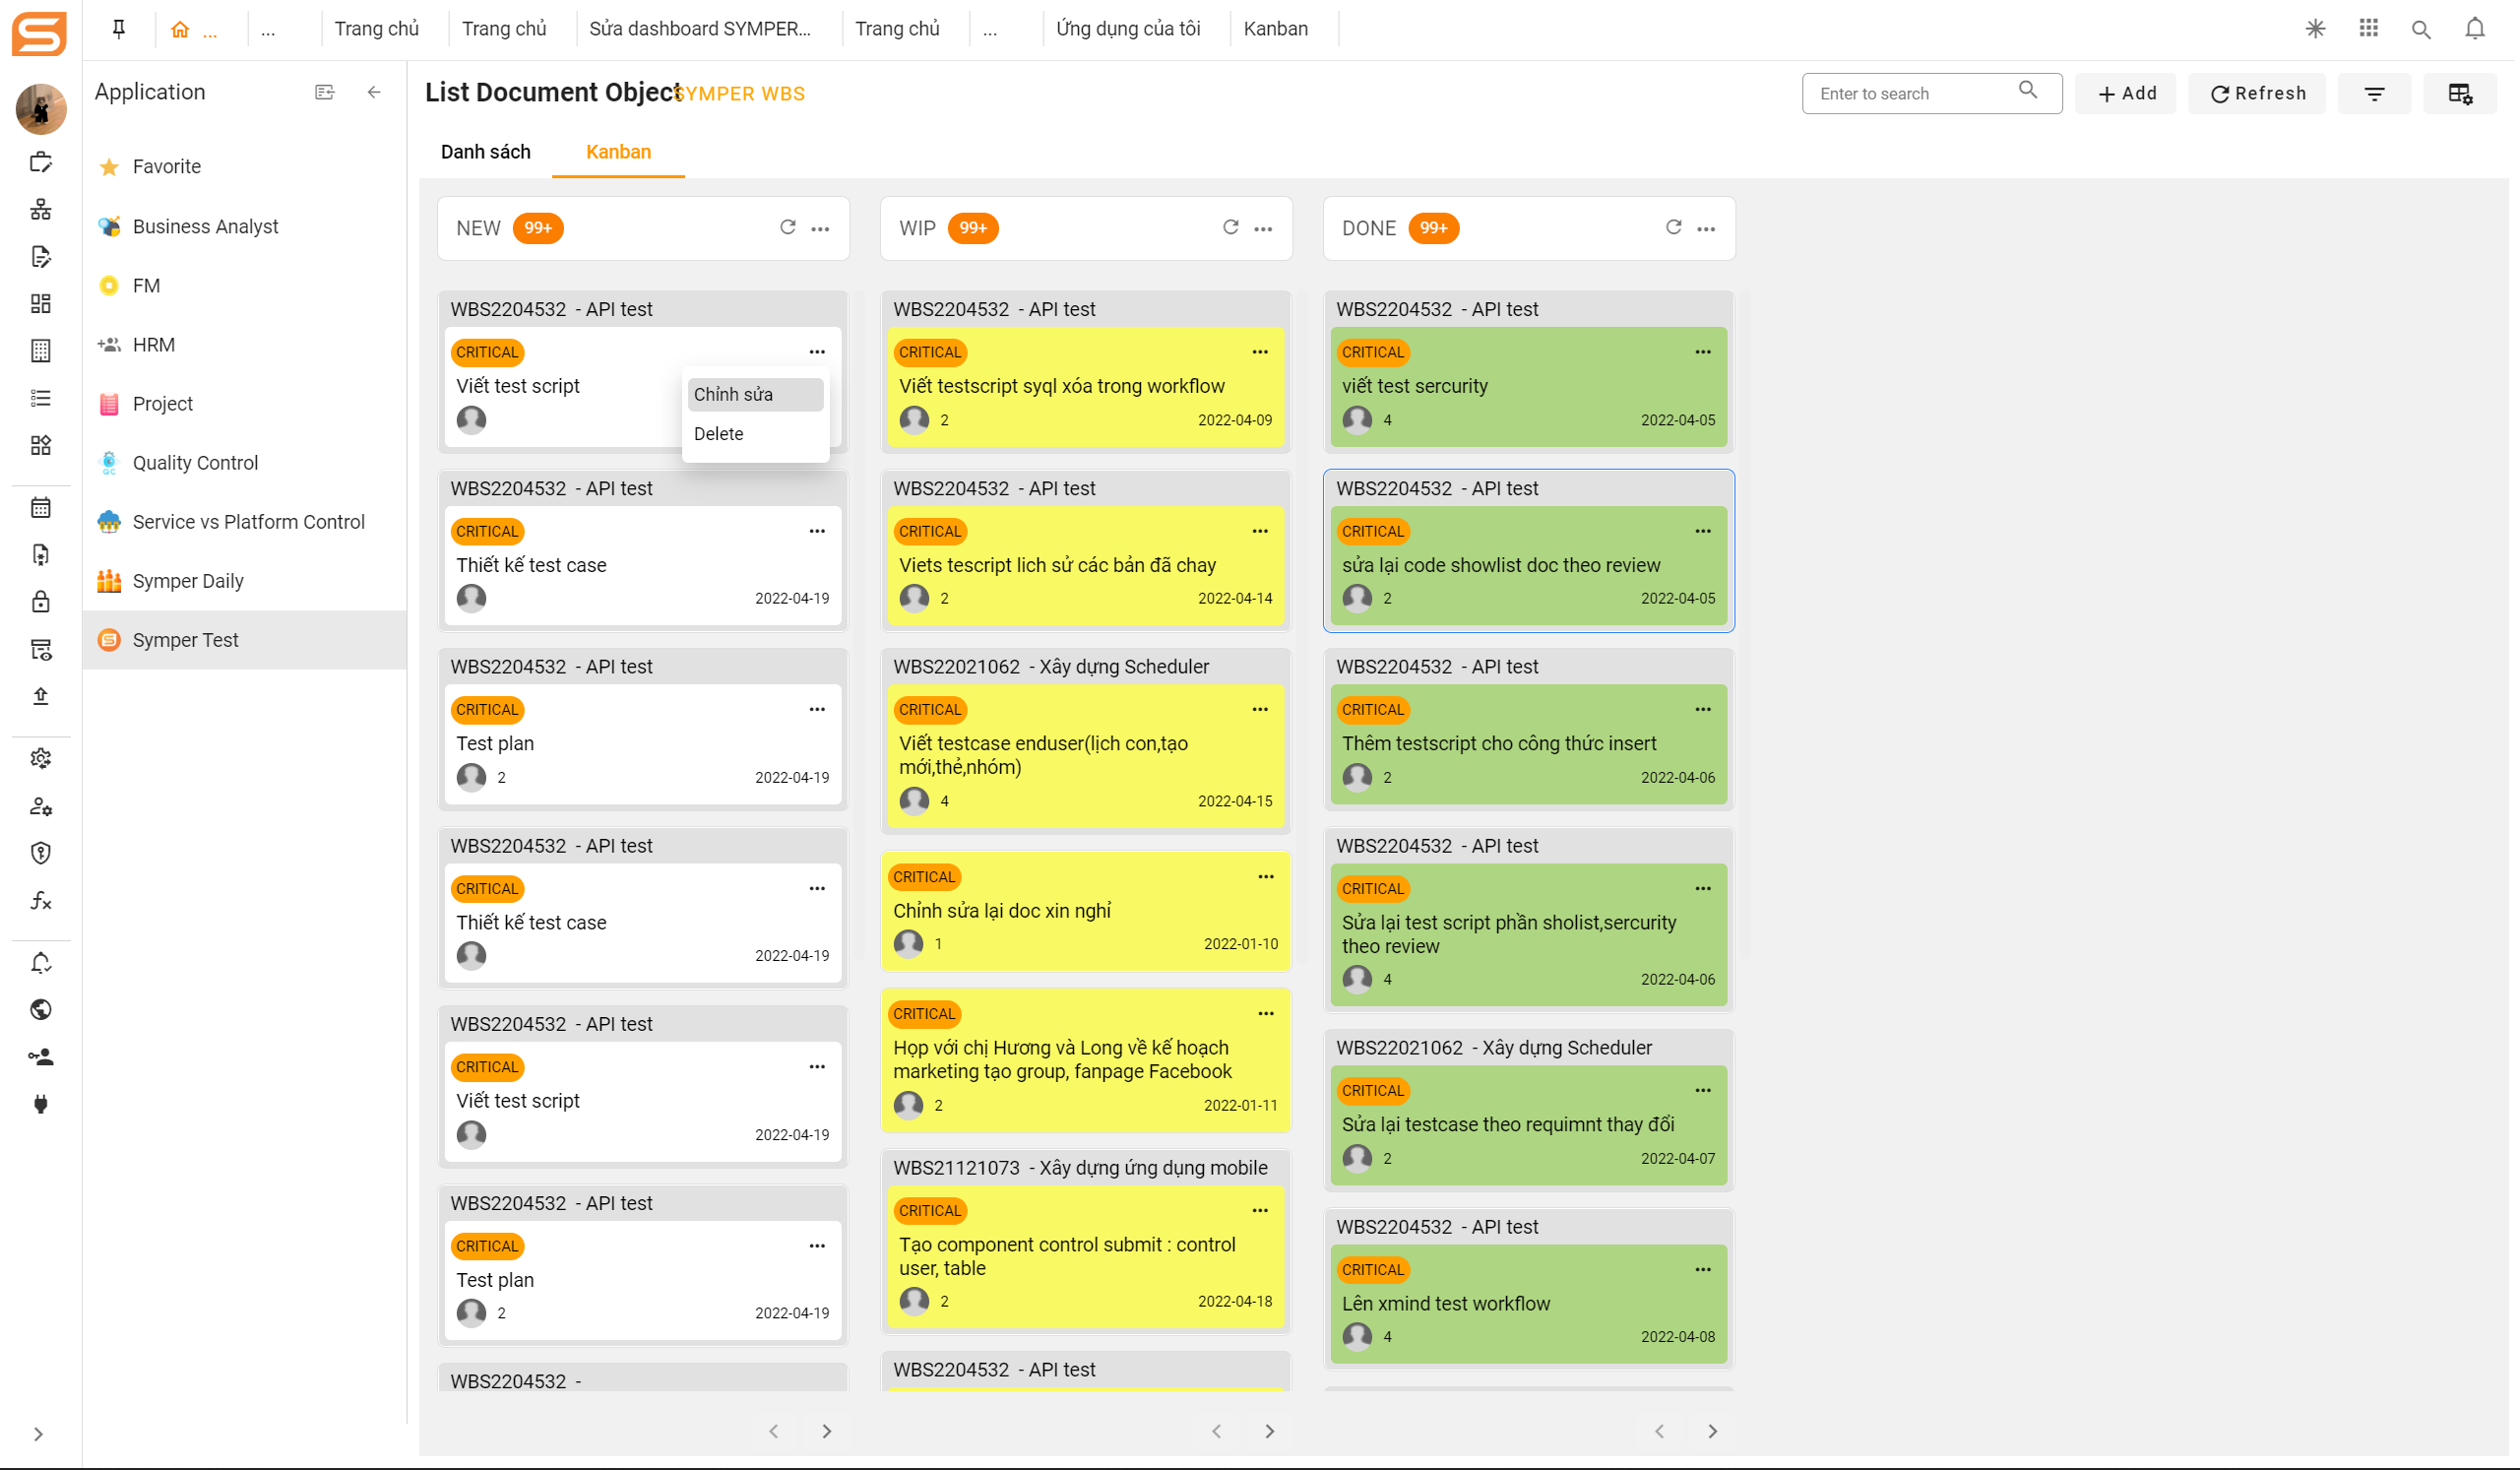 ...
...
Trang chủ
Trang chủ
Sửa dashboard SYMPER...
Trang chủ
...
Ứng dụng của tôi
Kanban
Application
Favorite
Business Analyst
FM
HRM
Project
Quality Control
Service vs Platform Control
Symper Daily
Symper Test
List Document Object SYMPER WBS
Enter to search
Add
Refresh
Danh sách
Kanban
NEW 99+
WBS2204532 - API test
CRITICAL
Viết test script
Chỉnh sửa
Delete
WBS2204532 - API test
CRITICAL
Thiết kế test case
2022-04-19
WBS2204532 - API test
CRITICAL
Test plan
2 2022-04-19
WBS2204532 - API test
CRITICAL
Thiết kế test case
2022-04-19
WBS2204532 - API test
CRITICAL
Viết test script
2022-04-19
WBS2204532 - API test
CRITICAL
Test plan
2 2022-04-19
WBS2204532 -
WIP 99+
WBS2204532 - API test
CRITICAL
Viết testscript syql xóa trong workflow
2 2022-04-09
WBS2204532 - API test
CRITICAL
Viets tescript lich sử các bản đã chay
2 2022-04-14
WBS22021062 - Xây dựng Scheduler
CRITICAL
Viết testcase enduser(lịch con,tạo
mới,thẻ,nhóm)
4 2022-04-15
CRITICAL
Chỉnh sửa lại doc xin nghỉ
1 2022-01-10
CRITICAL
Họp với chị Hương và Long về kế hoạch
marketing tạo group, fanpage Facebook
2 2022-01-11
WBS21121073 - Xây dựng ứng dụng mobile
CRITICAL
Tạo component control submit : control
user, table
2 2022-04-18
WBS2204532 - API test
DONE 99+
WBS2204532 - API test
CRITICAL
viết test sercurity
4 2022-04-05
WBS2204532 - API test
CRITICAL
sửa lại code showlist doc theo review
2 2022-04-05
WBS2204532 - API test
CRITICAL
Thêm testscript cho công thức insert
2 2022-04-06
WBS2204532 - API test
CRITICAL
Sửa lại test script phần sholist,sercurity
theo review
4 2022-04-06
WBS22021062 - Xây dựng Scheduler
CRITICAL
Sửa lại testcase theo requimnt thay đổi
2 2022-04-07
WBS2204532 - API test
CRITICAL
Lên xmind test workflow
4 2022-04-08